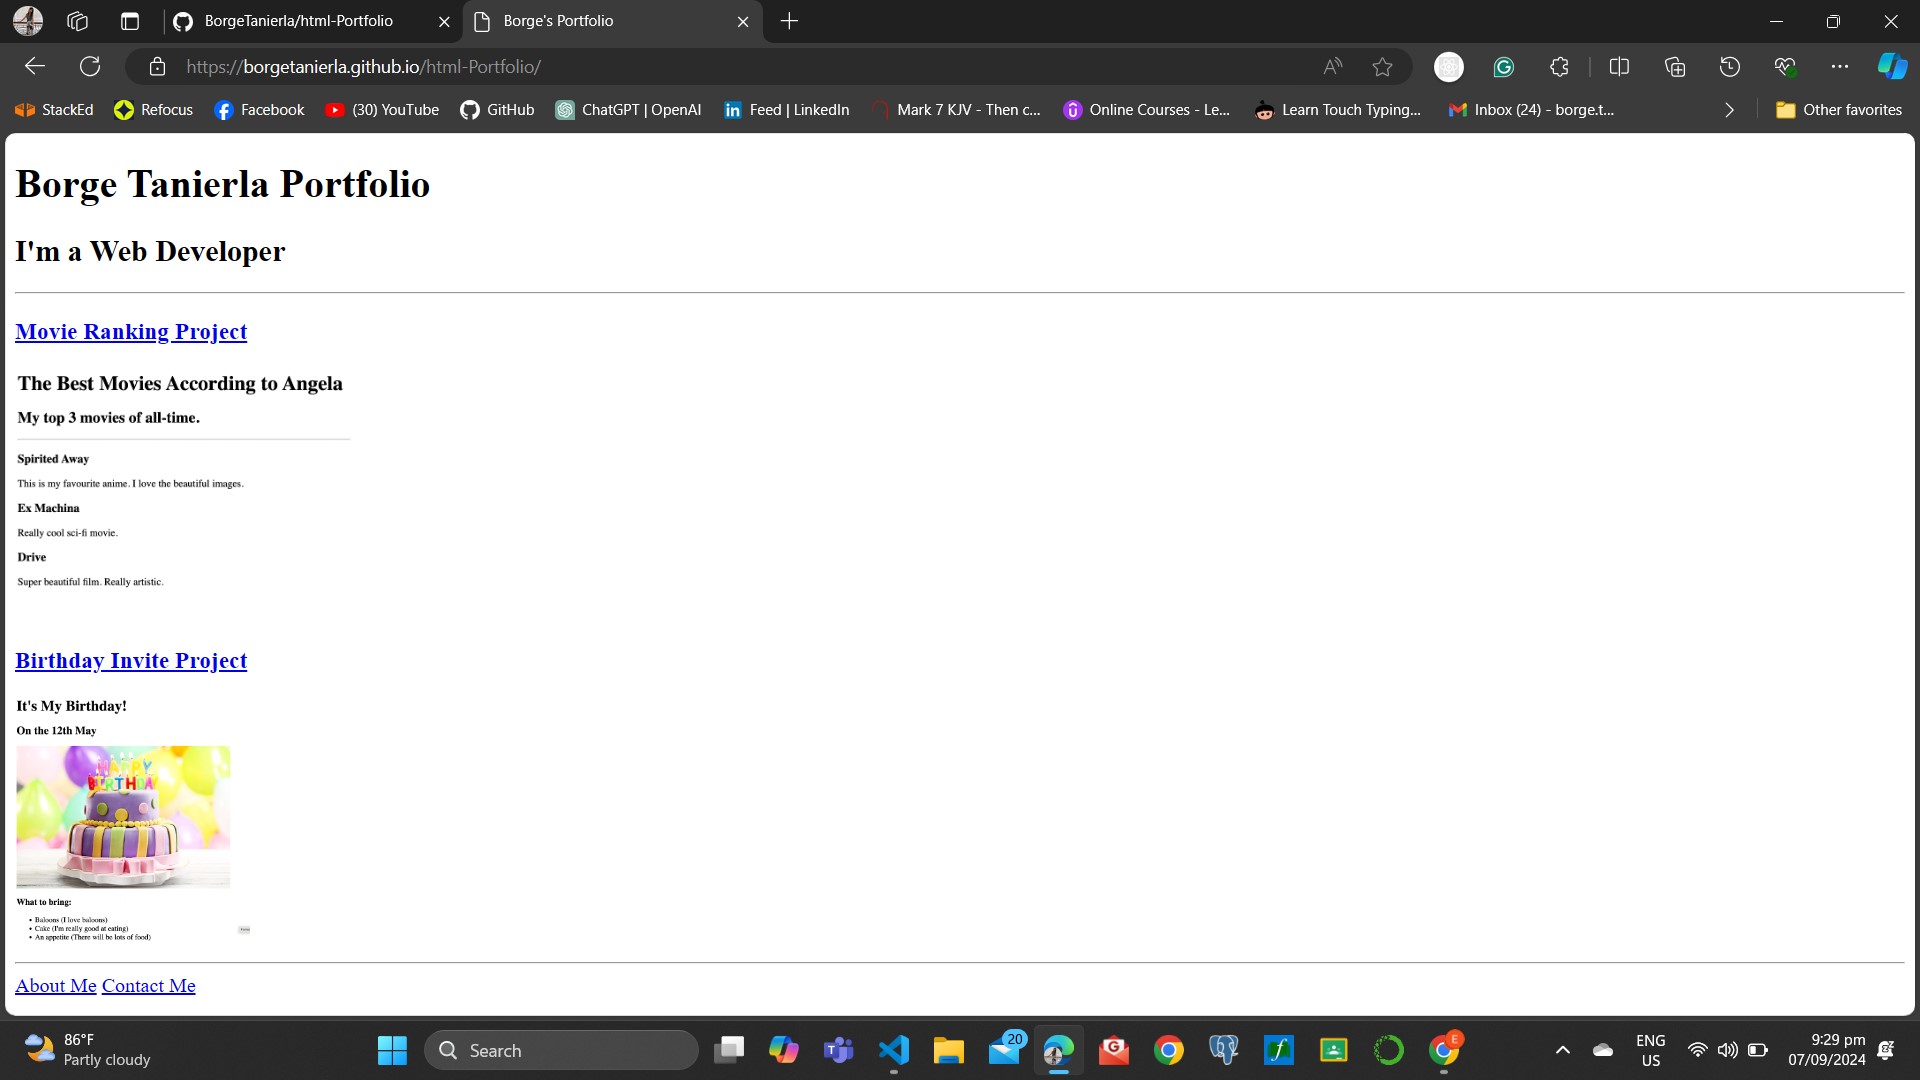 BorgeTanierla/html-Portfolio
Borge's Portfolio
https://borgetanierla.github.io/html-Portfolio/
StackEd Refocus Facebook (30) YouTube GitHub ChatGPT | OpenAI Feed | LinkedIn Mark 7 KJV - Then c... Online Courses - Le... Learn Touch Typing... Inbox (24) - borge.t... Other favorites
Borge Tanierla Portfolio
I'm a Web Developer
Movie Ranking Project
The Best Movies According to Angela
My top 3 movies of all-time.
Spirited Away
This is my favourite anime. I love the beautiful images.
Ex Machina
Really cool sci-fi movie.
Drive
Super beautiful film. Really artistic.
Birthday Invite Project
It's My Birthday!
On the 12th May
HAPPY
BIRTHDAY
What to bring:
• Baloons (I love baloons)
• Cake (I'm really good at eating)
• An appetite (There will be lots of food)
About Me Contact Me
86°F
Partly cloudy
Search
20
ENG
US
9:29 pm
07/09/2024